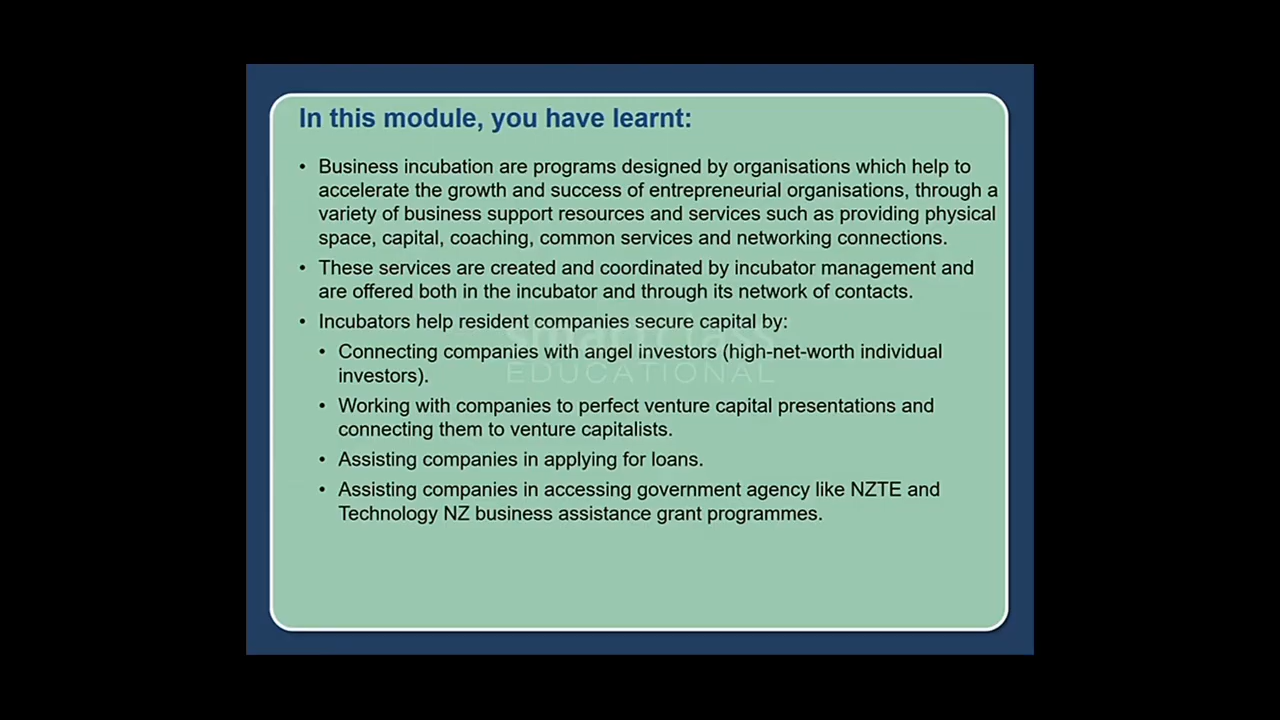 In this module, you have learnt:
• Business incubation are programs designed by organisations which help to
accelerate the growth and success of entrepreneurial organisations, through a
variety of business support resources and services such as providing physical
space, capital, coaching, common services and networking connections.
• These services are created and coordinated by incubator management and
are offered both in the incubator and through its network of contacts.
• Incubators help resident companies secure capital by:
smart class
• Connecting companies with angel investors (high-net-worth individual
EDUCATIONAL
investors).
• Working with companies to perfect venture capital presentations and
connecting them to venture capitalists.
• Assisting companies in applying for loans.
• Assisting companies in accessing government agency like NZTE and
Technology NZ business assistance grant programmes.